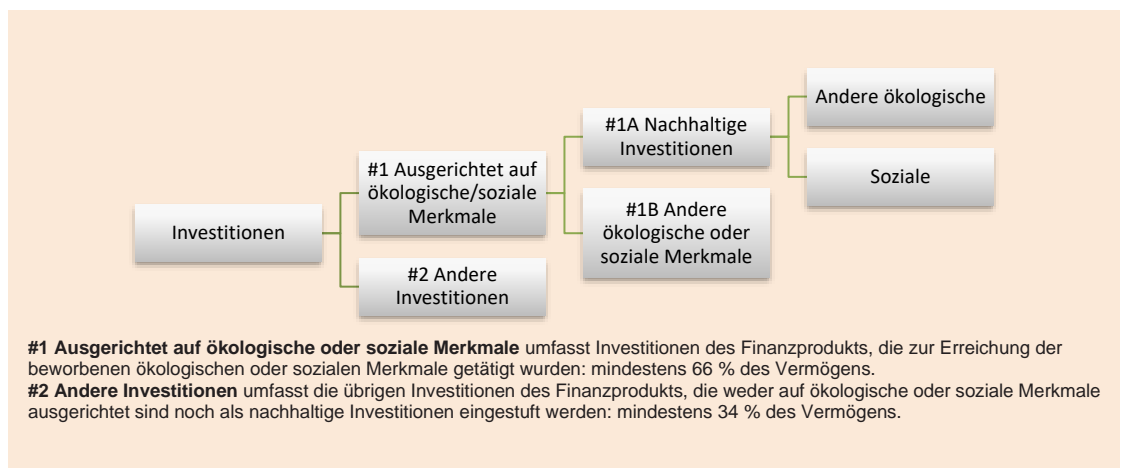 Investitionen
#1 Ausgerichtet auf
ökologische/soziale
Merkmale
#2 Andere
Investitionen
#1A Nachhaltige
Investitionen
#1B Andere
ökologische oder
soziale Merkmale
Andere ökologische
Soziale
#1 Ausgerichtet auf ökologische oder soziale Merkmale umfasst Investitionen des Finanzprodukts, die zur Erreichung der
beworbenen ökologischen oder sozialen Merkmale getätigt wurden: mindestens 66 % des Vermögens.
#2 Andere Investitionen umfasst die übrigen Investitionen des Finanzprodukts, die weder auf ökologische oder soziale Merkmale
ausgerichtet sind noch als nachhaltige Investitionen eingestuft werden: mindestens 34 % des Vermögens.